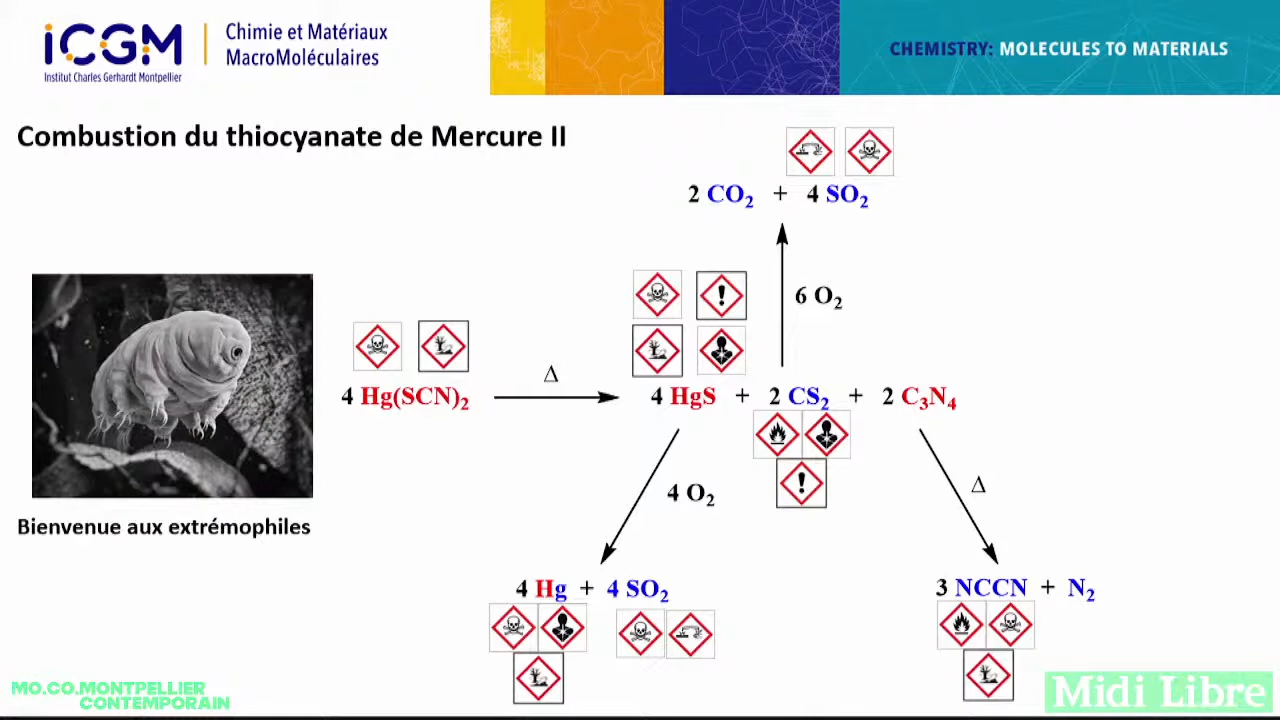 iCGM
Institut Charles Gerhardt Montpellier
Chimie et Matériaux
MacroMoléculaires
CHEMISTRY: MOLECULES TO MATERIALS
Combustion du thiocyanate de Mercure II
2 CO₂ + 4 SO₂
6 O₂
4 Hg(SCN)₂ Δ 4 HgS + 2 CS₂ + 2 C₃N₄
4 O₂ Δ
Bienvenue aux extrémophiles
4 Hg + 4 SO₂ 3 NCCN + N₂
MO.CO.MONTPELLIER
CONTEMPORAIN
Midi Libre